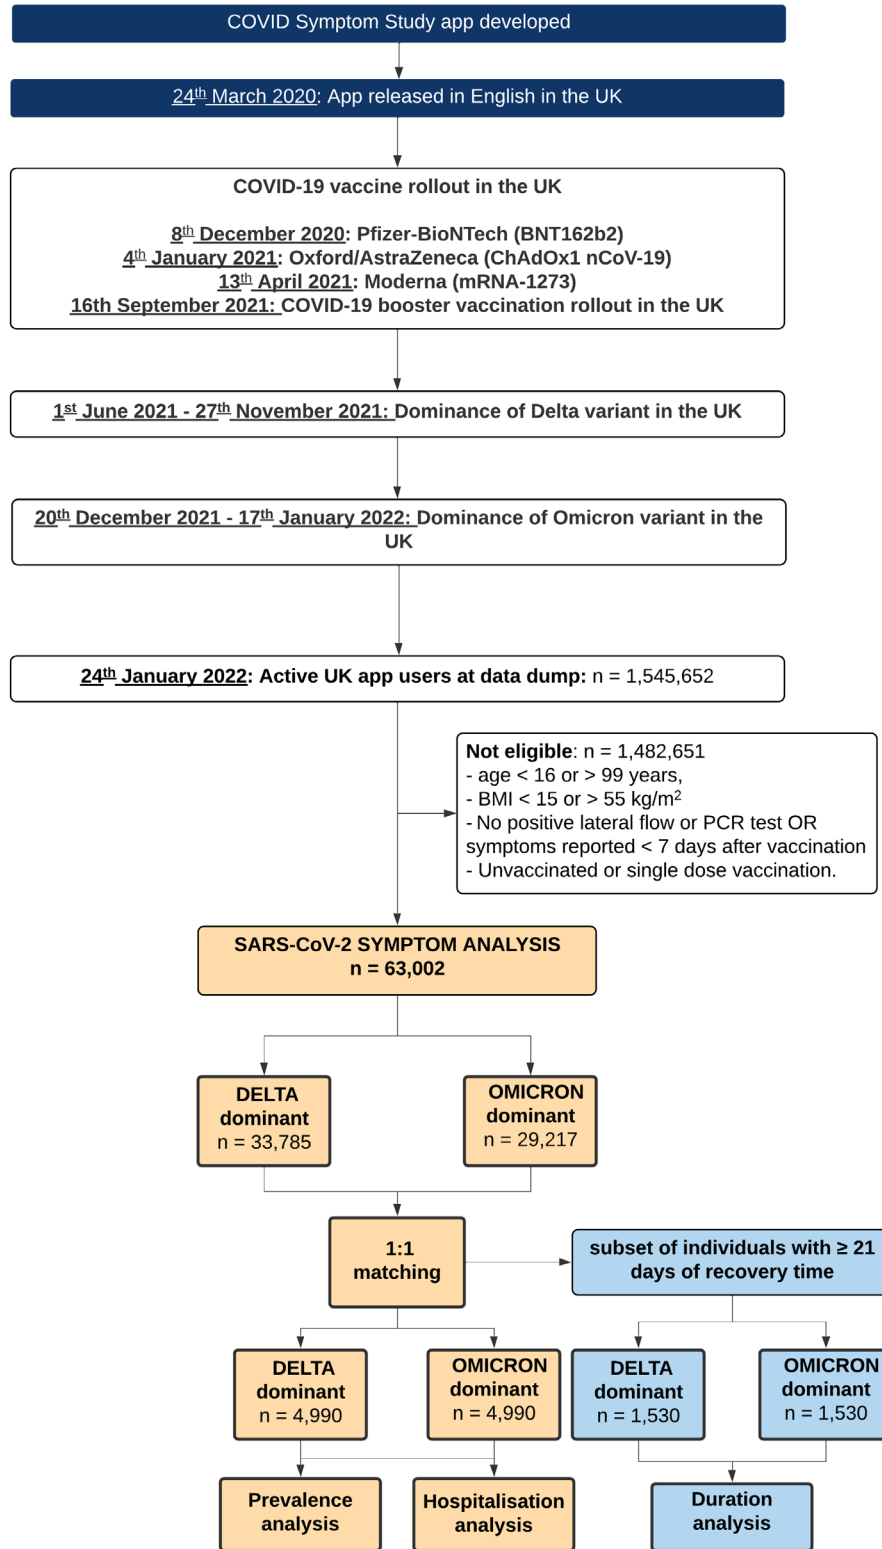 COVID Symptom Study app developed
24th March 2020: App released in English in the UK
COVID-19 vaccine rollout in the UK
8th December 2020: Pfizer-BioNTech (BNT162b2)
4th January 2021: Oxford/AstraZeneca (ChAdOx1 nCoV-19)
13th April 2021: Moderna (mRNA-1273)
16th September 2021: COVID-19 booster vaccination rollout in the UK
1st June 2021 - 27th November 2021: Dominance of Delta variant in the UK
20th December 2021 - 17th January 2022: Dominance of Omicron variant in the
UK
24th January 2022: Active UK app users at data dump: n = 1,545,652
Not eligible: n = 1,482,651
- age < 16 or > 99 years,
- BMI < 15 or > 55 kg/m2
- No positive lateral flow or PCR test OR
symptoms reported < 7 days after vaccination
- Unvaccinated or single dose vaccination.
SARS-CoV-2 SYMPTOM ANALYSIS
n = 63,002
DELTA
dominant
n = 33,785
OMICRON
dominant
n = 29,217
1:1
matching
subset of individuals with ≥ 21
days of recovery time
DELTA
dominant
n = 4,990
OMICRON
dominant
n = 4,990
DELTA
dominant
n = 1,530
OMICRON
dominant
n = 1,530
Prevalence
analysis
Hospitalisation
analysis
Duration
analysis